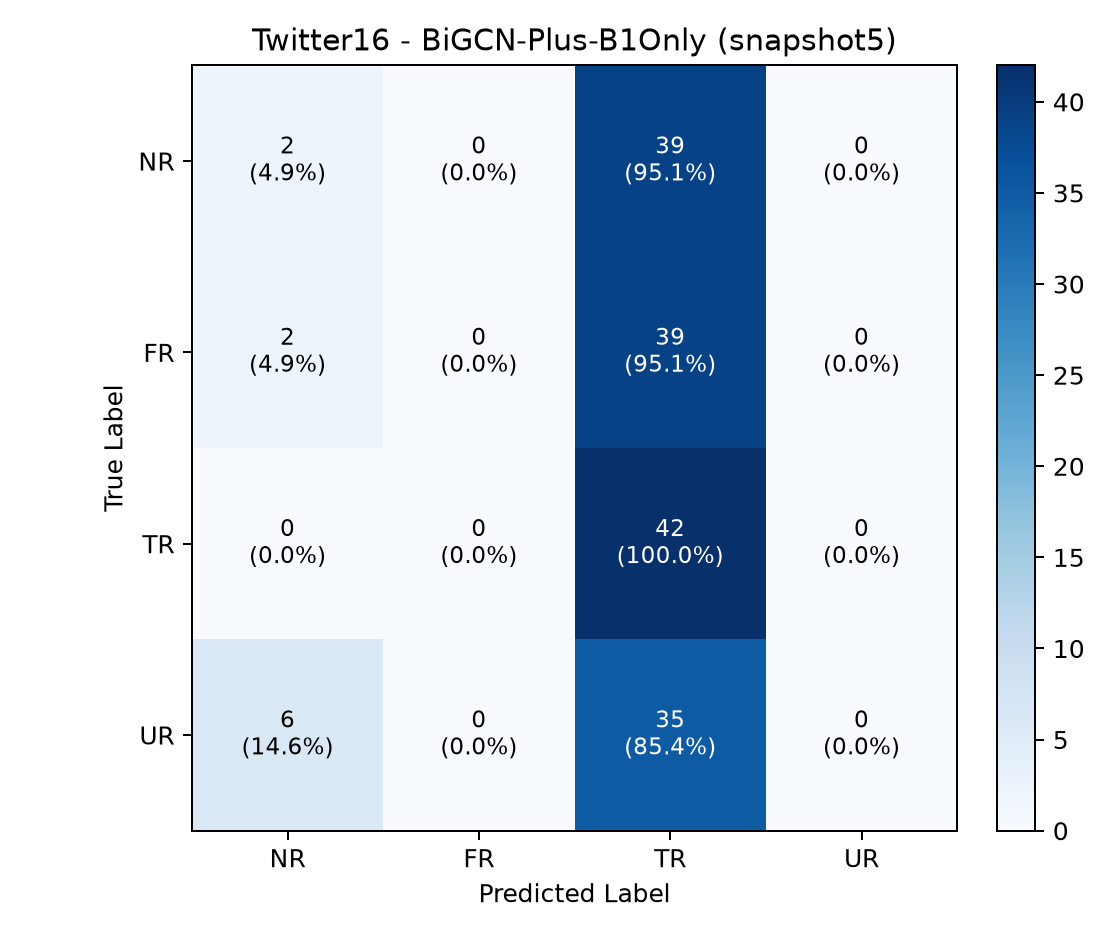 Twitter16 - BiGCN-Plus-B1Only (snapshot5)
True Label
NR
2 0 39 0
(4.9%) (0.0%) (95.1%) (0.0%)
FR
2 0 39 0
(4.9%) (0.0%) (95.1%) (0.0%)
TR
0 0 42 0
(0.0%) (0.0%) (100.0%) (0.0%)
UR
6 0 35 0
(14.6%) (0.0%) (85.4%) (0.0%)
NR FR TR UR
Predicted Label
40
35
30
25
20
15
10
5
0